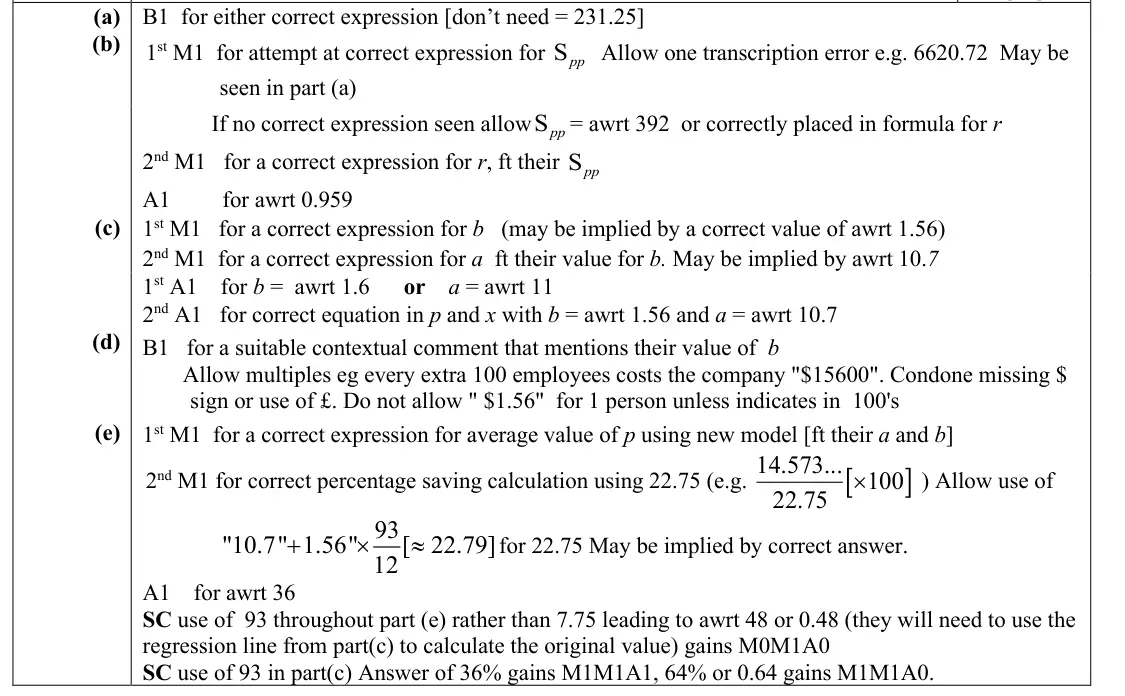 (a) B1 for either correct expression [don’t need = 231.25]
(b) 1st M1 for attempt at correct expression for Spp Allow one transcription error e.g. 6620.72 May be
seen in part (a)
If no correct expression seen allow Spp = awrt 392 or correctly placed in formula for r
2nd M1 for a correct expression for r, ft their Spp
A1 for awrt 0.959
(c) 1st M1 for a correct expression for b (may be implied by a correct value of awrt 1.56)
2nd M1 for a correct expression for a ft their value for b. May be implied by awrt 10.7
1st A1 for b = awrt 1.6 or a = awrt 11
2nd A1 for correct equation in p and x with b = awrt 1.56 and a = awrt 10.7
(d) B1 for a suitable contextual comment that mentions their value of b
Allow multiples eg every extra 100 employees costs the company "$15600". Condone missing $
sign or use of £. Do not allow " $1.56" for 1 person unless indicates in 100's
(e) 1st M1 for a correct expression for average value of p using new model [ft their a and b]
2nd M1 for correct percentage saving calculation using 22.75 (e.g. 14.573.../22.75 [×100] ) Allow use of
"10.7"+1.56"× 93/12 [≈ 22.79] for 22.75 May be implied by correct answer.
A1 for awrt 36
SC use of 93 throughout part (e) rather than 7.75 leading to awrt 48 or 0.48 (they will need to use the
regression line from part(c) to calculate the original value) gains M0M1A0
SC use of 93 in part(c) Answer of 36% gains M1M1A1, 64% or 0.64 gains M1M1A0.